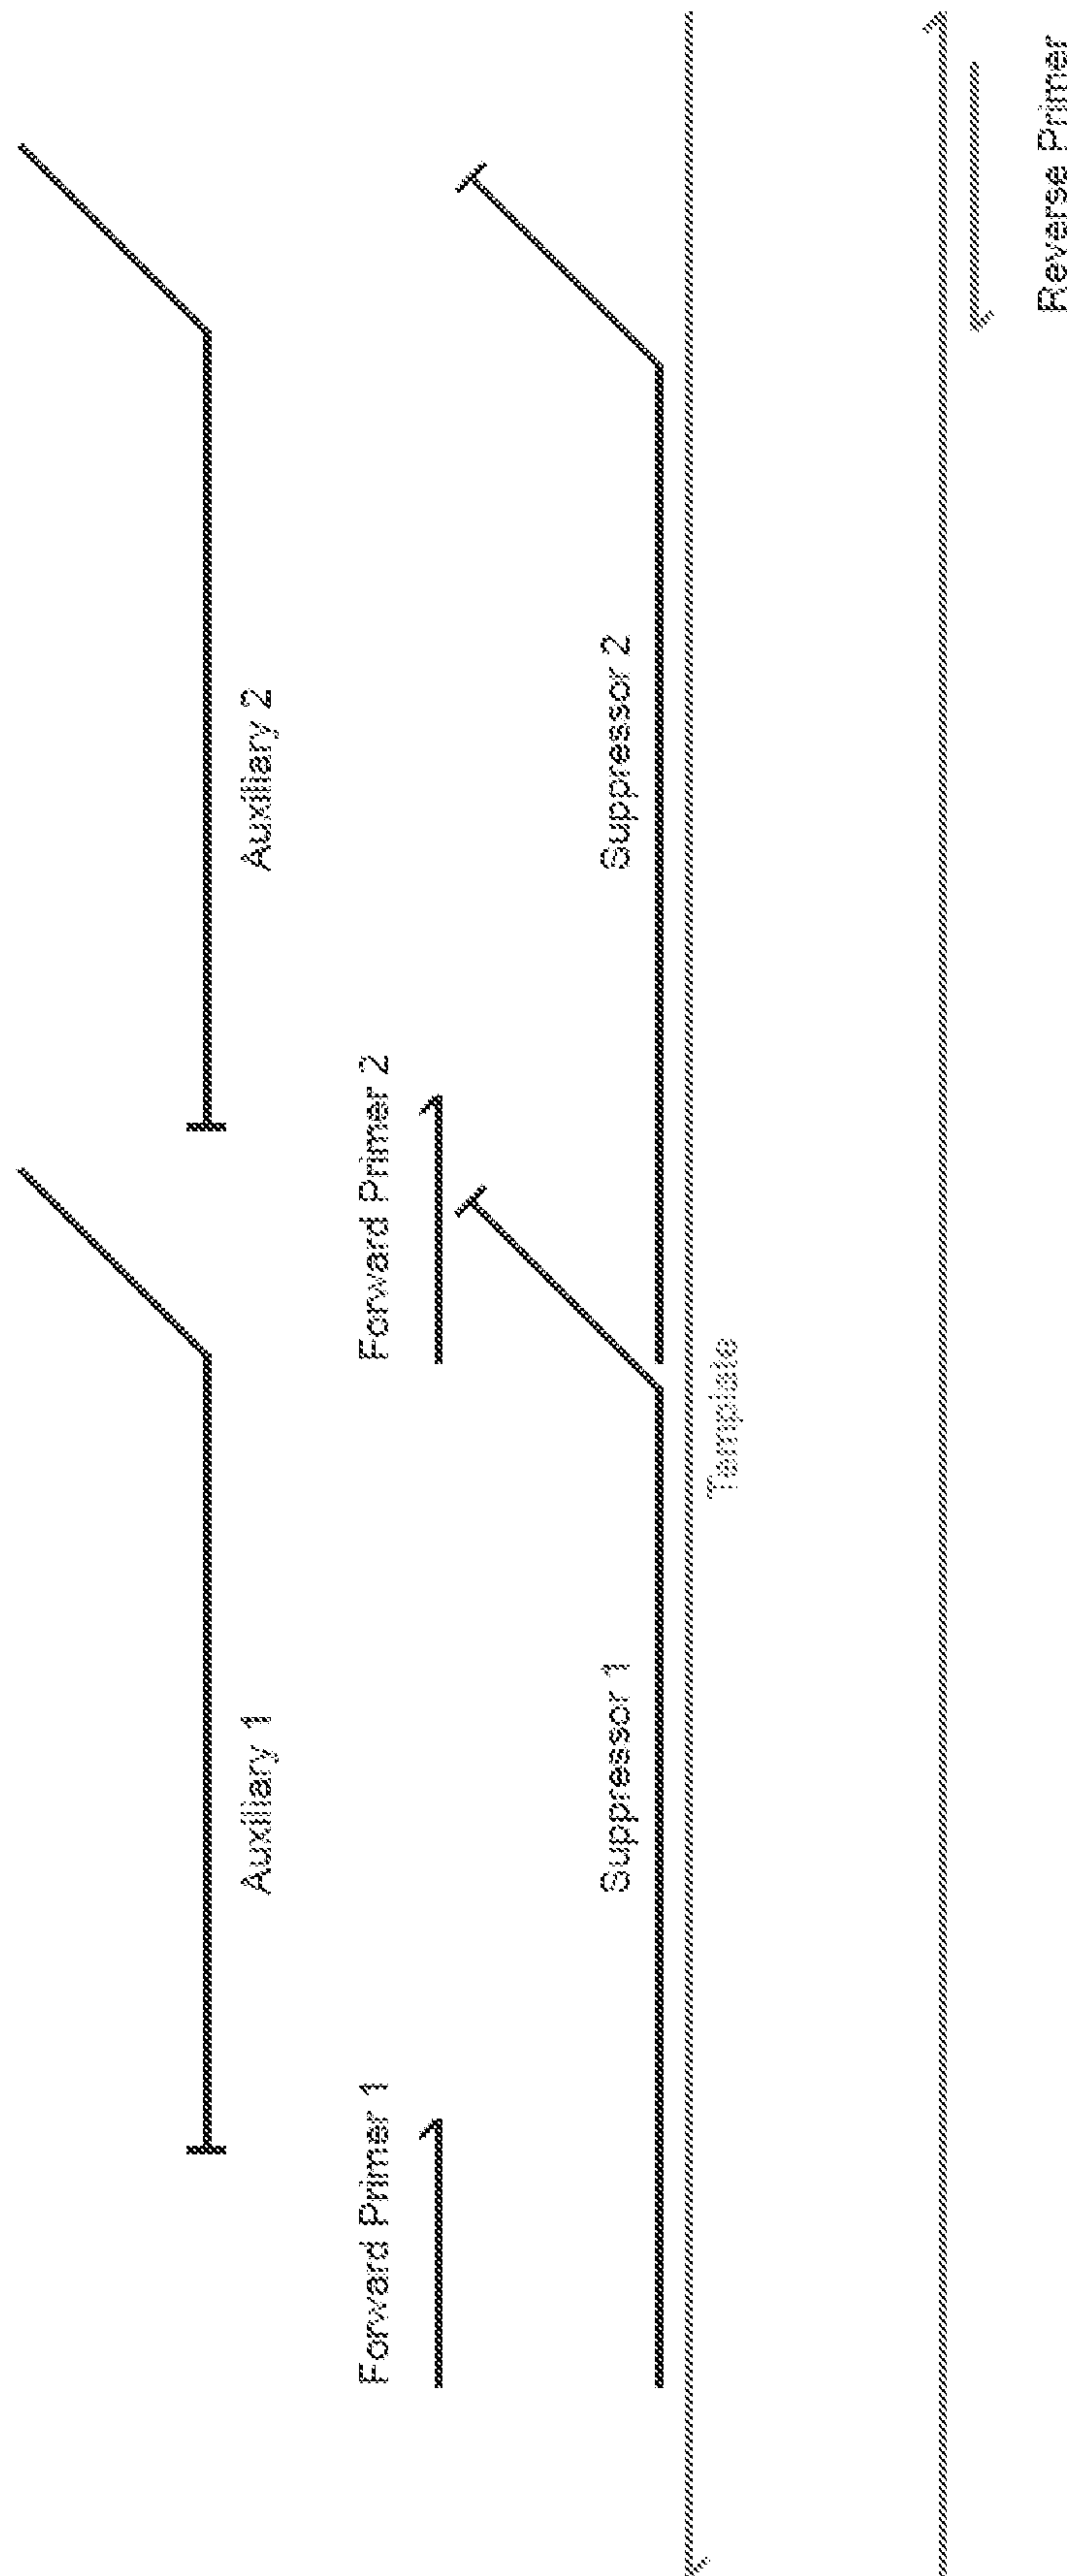 Auxiliary 1
Auxiliary 2
Forward Primer 1
Forward Primer 2
Suppressor 1
Suppressor 2
Template
Reverse Primer